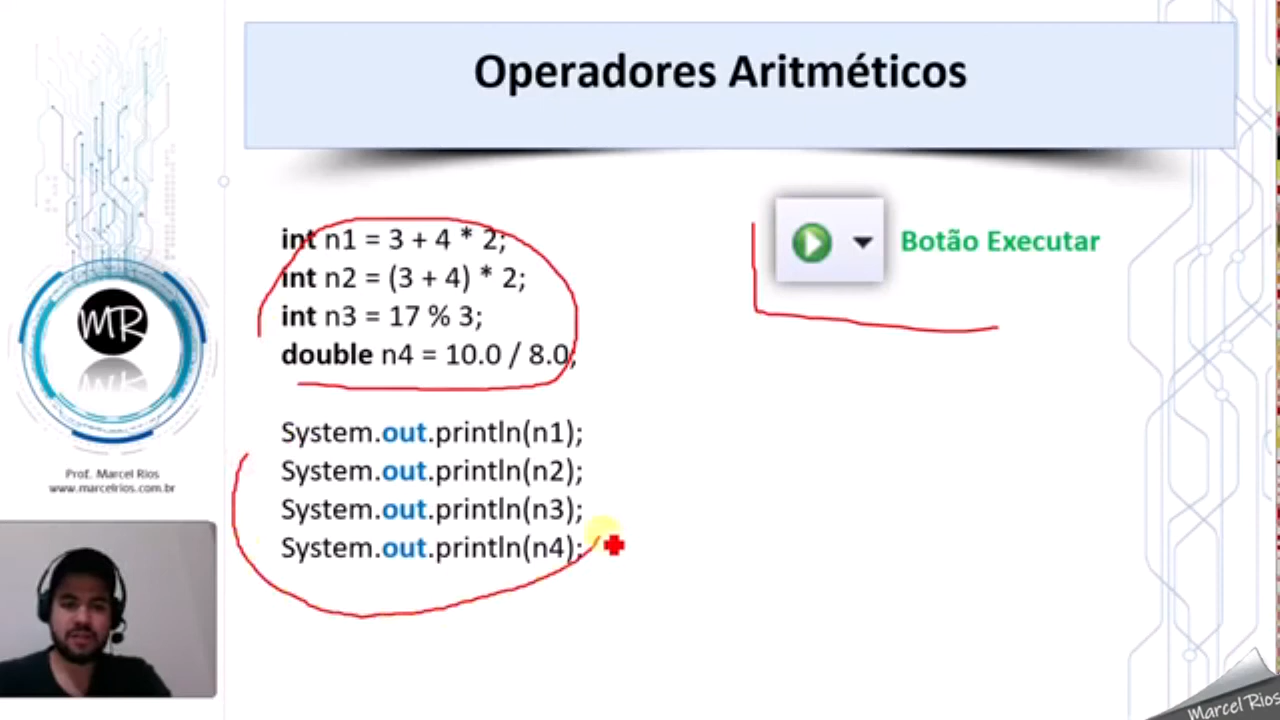 Operadores Aritméticos
int n1 = 3 + 4 * 2;
int n2 = (3 + 4) * 2;
int n3 = 17 % 3;
double n4 = 10.0 / 8.0;
Botão Executar
System.out.println(n1);
System.out.println(n2);
System.out.println(n3);
System.out.println(n4);
MR
Prof. Marcel Rios
www.marcelrios.com.br
Marcel Rios